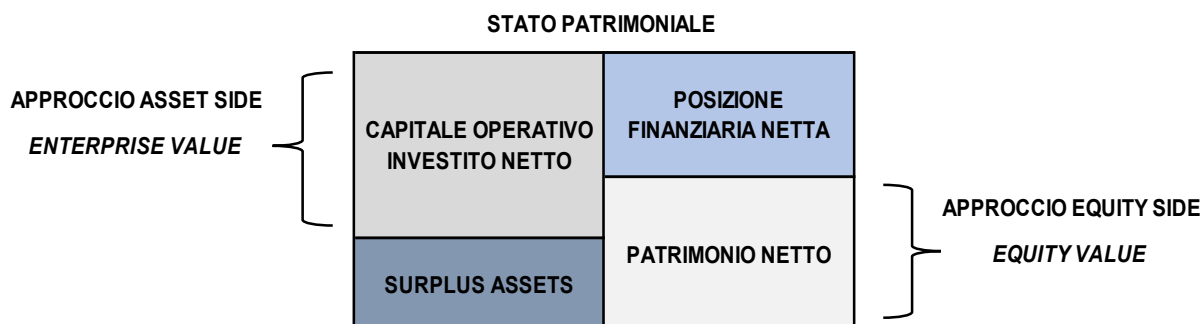 STATO PATRIMONIALE
APPROCCIO ASSET SIDE
ENTERPRISE VALUE
CAPITALE OPERATIVO
INVESTITO NETTO
SURPLUS ASSETS
POSIZIONE
FINANZIARIA NETTA
PATRIMONIO NETTO
APPROCCIO EQUITY SIDE
EQUITY VALUE